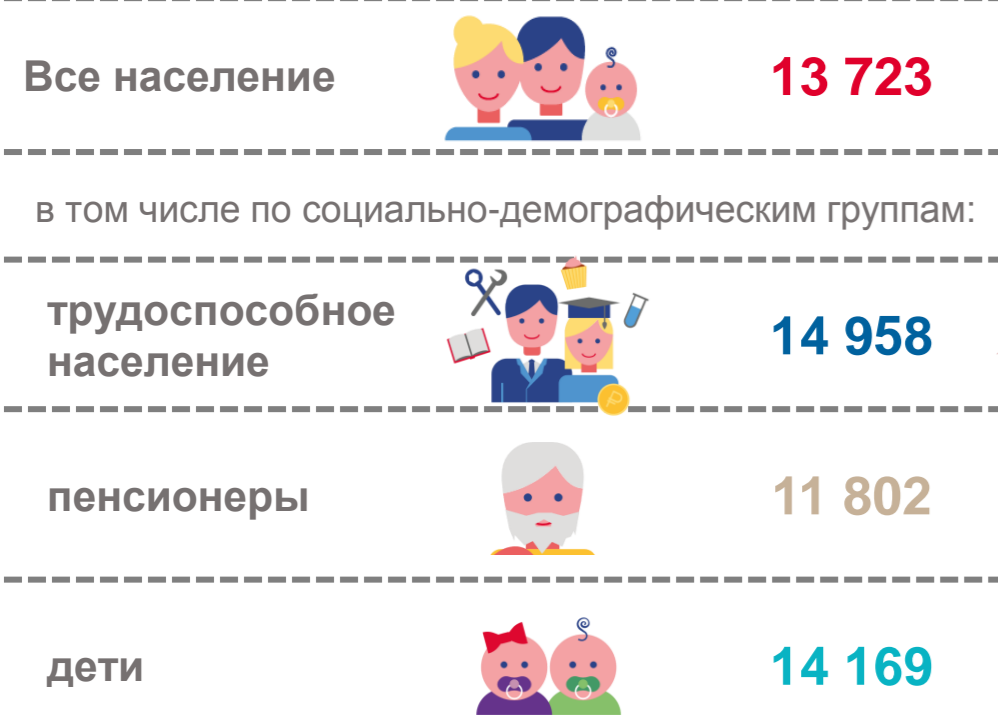 Все население
13 723
в том числе по социально-демографическим группам:
трудоспособное
население
14 958
пенсионеры
11 802
дети
14 169